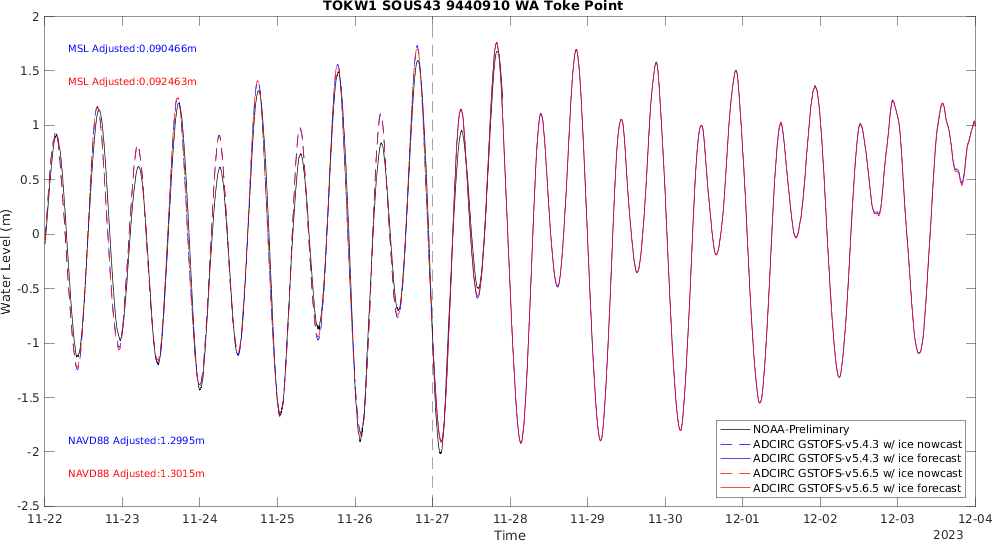 TOKW1 SOUS43 9440910 WA Toke Point
MSL Adjusted:0.090466m
MSL Adjusted:0.092463m
NAVD88 Adjusted:1.2995m
NAVD88 Adjusted:1.3015m
Water Level (m)
2
1.5
1
0.5
0
-0.5
-1
-1.5
-2
-2.5
NOAA-Preliminary
ADCIRC GSTOFS-v5.4.3 w/ ice nowcast
ADCIRC GSTOFS-v5.4.3 w/ ice forecast
ADCIRC GSTOFS-v5.6.5 w/ ice nowcast
ADCIRC GSTOFS-v5.6.5 w/ ice forecast
11-22 11-23 11-24 11-25 11-26 11-27 11-28 11-29 11-30 12-01 12-02 12-03 12-04
Time
2023